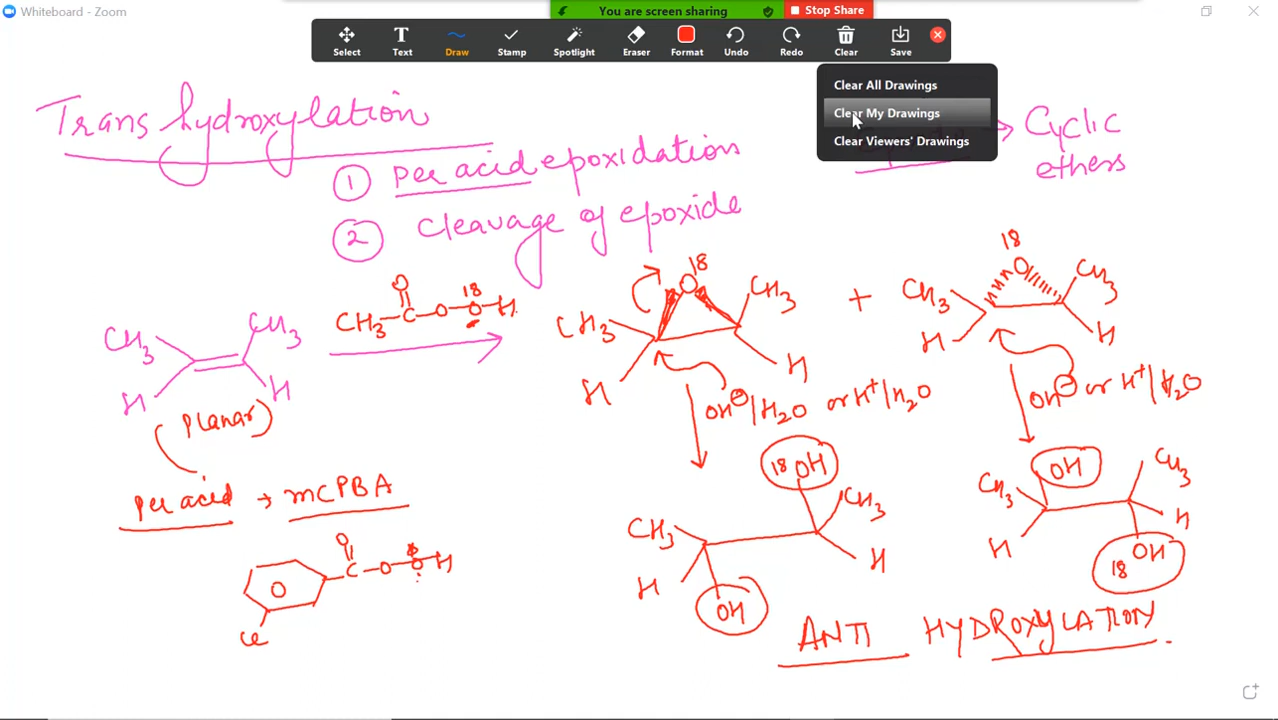 Whiteboard - Zoom
You are screen sharing
Stop Share
Select
Text
Draw
Stamp
Spotlight
Eraser
Format
Undo
Redo
Clear
Save
Clear All Drawings
Clear My Drawings
Clear Viewers' Drawings
Trans hydroxylation
→ Cyclic
ethers
① Per acid epoxidation
② Cleavage of epoxide
CH3 CH3
H H
(Planar)
O
18
CH3-C-O-O-H
18
O
CH3 CH3
H H
+
18
O
CH3 CH3
H H
OH⊖/H2O or H+/H2O
OH⊖ or H+/H2O
Per acid → mCPBA
O
C-O-O-H
O
Cl
18OH
CH3 CH3
H H
OH
OH
CH3 CH3
H H
18 OH
ANTI HYDROXYLATION